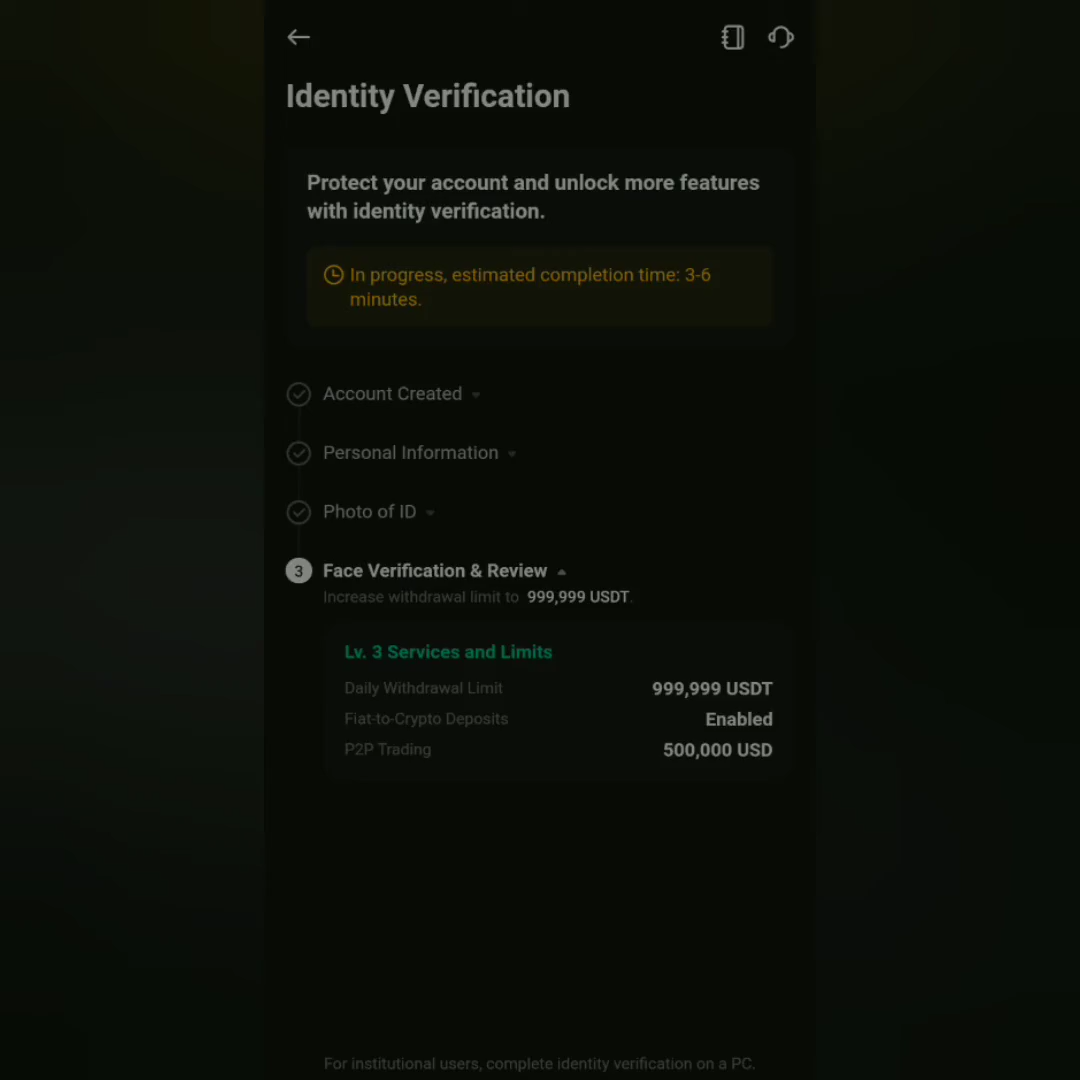 Identity Verification
Protect your account and unlock more features
with identity verification.
In progress, estimated completion time: 3-6
minutes.
Account Created
Personal Information
Photo of ID
3 Face Verification & Review
Increase withdrawal limit to 999,999 USDT.
Lv. 3 Services and Limits
Daily Withdrawal Limit 999,999 USDT
Fiat-to-Crypto Deposits Enabled
P2P Trading 500,000 USD
For institutional users, complete identity verification on a PC.